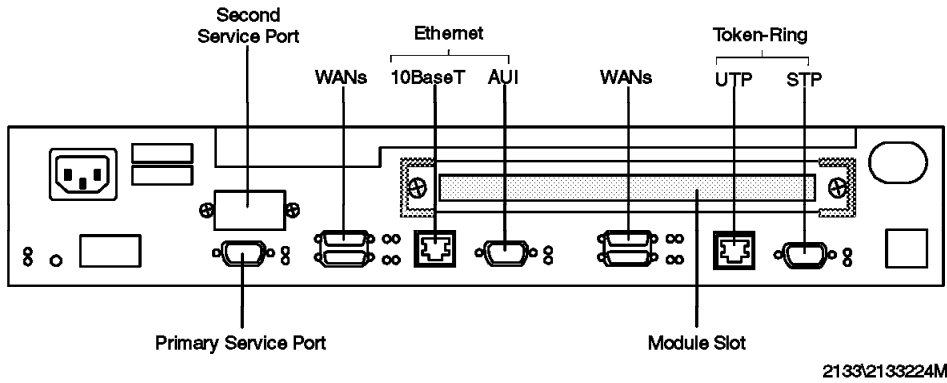 Second
Service Port
Ethernet
Token-Ring
WANs
10BaseT
AUI
WANs
UTP
STP
Primary Service Port
Module Slot
2133\2133224M